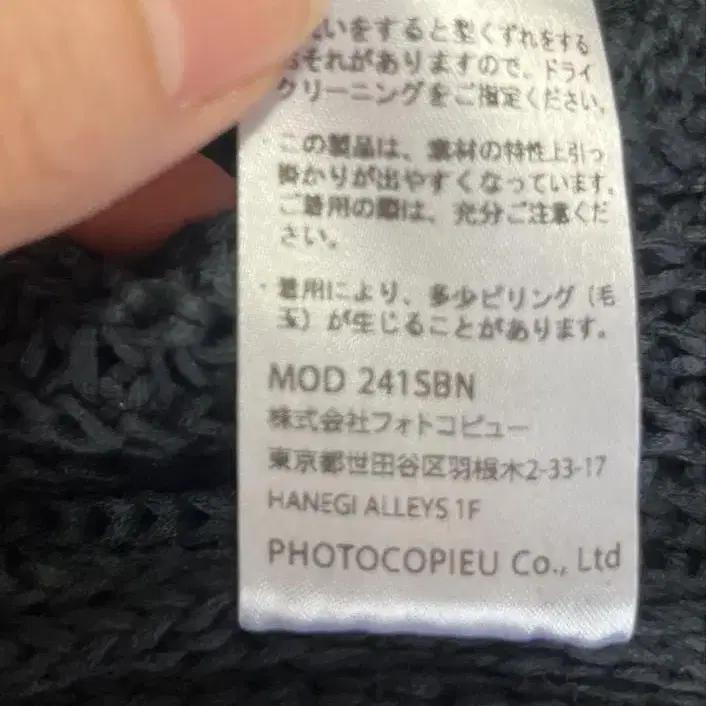 いをすると型くずれをする
おそれがありますので、ドライ
クリーニングをご指定ください。
・この製品は、素材の特性上引っ
掛かりが出やすくなっています。
ご着用の際は、充分ご注意くだ
さい。
・着用により、多少ピリング（毛
玉）が生じることがあります。
MOD 241SBN
株式会社フォトコピュー
東京都世田谷区羽根木2-33-17
HANEGI ALLEYS 1F
PHOTOCOPIEU Co., Ltd